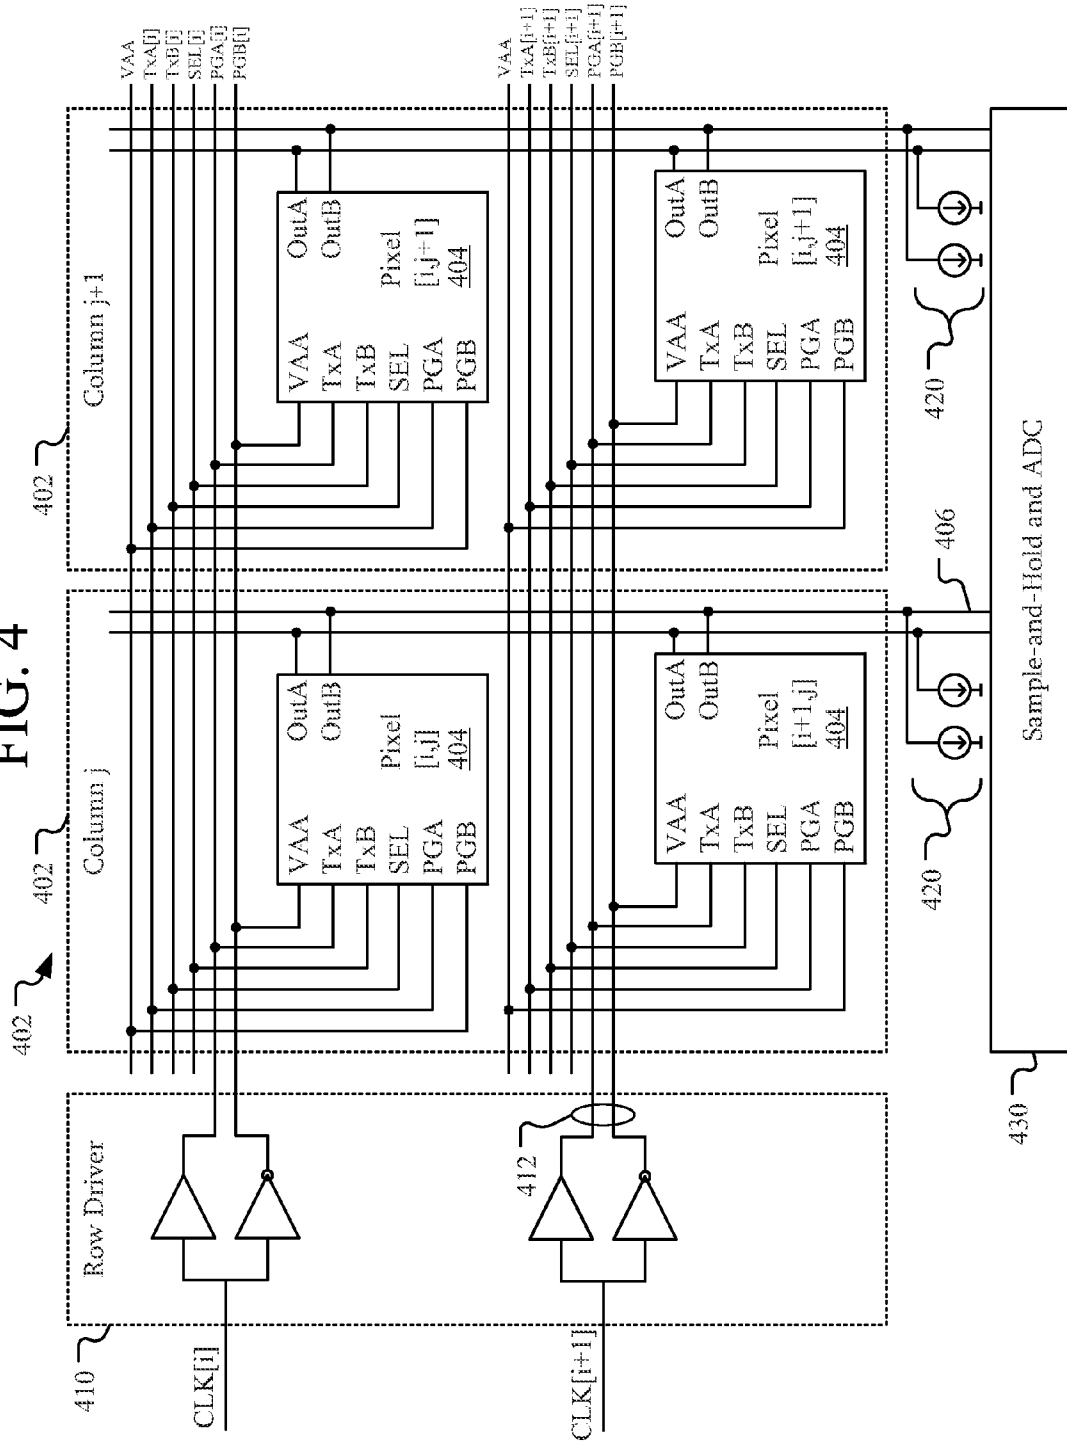 FIG. 4
402
402
402
Column j
Column j+1
VAA
TxA[i]
TxB[i]
SEL[i]
PGA[i]
PGB[i]
VAA
TxA[i+1]
TxB[i+1]
SEL[i+1]
PGA[i+1]
PGB[i+1]
410
Row Driver
CLK[i]
CLK[i+1]
412
VAA
TxA
TxB
SEL
PGA
PGB
OutA
OutB
Pixel
[i,j]
404
VAA
TxA
TxB
SEL
PGA
PGB
OutA
OutB
Pixel
[i,j+1]
404
VAA
TxA
TxB
SEL
PGA
PGB
OutA
OutB
Pixel
[i+1,j]
404
VAA
TxA
TxB
SEL
PGA
PGB
OutA
OutB
Pixel
[i,j+1]
404
420
420
406
430
Sample-and-Hold and ADC